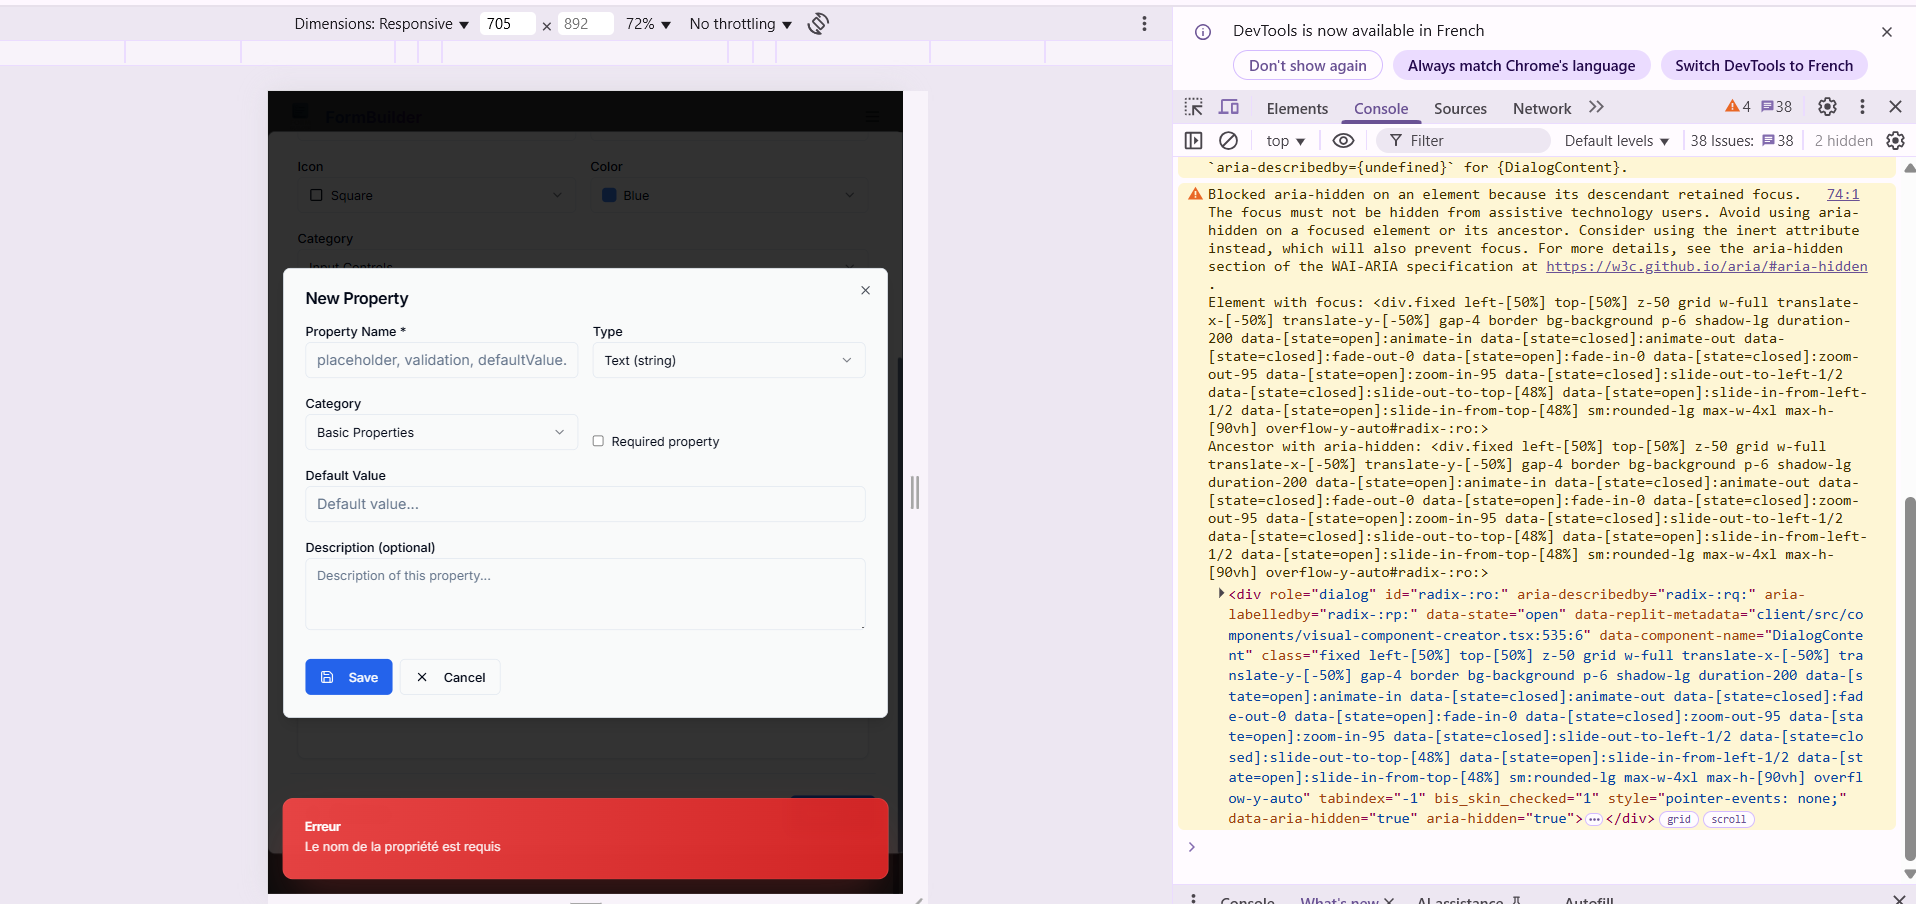 Dimensions: Responsive 705 × 892 72% No throttling
FormBuilder
Icon Color
Square Blue
Category
Input Controls
New Property
Property Name * Type
placeholder, validation, defaultValue. Text (string)
Category
Basic Properties Required property
Default Value
Default value...
Description (optional)
Description of this property...
Save Cancel
Erreur
Le nom de la propriété est requis
DevTools is now available in French
Don't show again Always match Chrome's language Switch DevTools to French
Elements Console Sources Network 4 38
top Filter Default levels 38 Issues: 38 2 hidden
`aria-describedby={undefined}` for {DialogContent}.
Blocked aria-hidden on an element because its descendant retained focus. 74:1
The focus must not be hidden from assistive technology users. Avoid using aria-
hidden on a focused element or its ancestor. Consider using the inert attribute
instead, which will also prevent focus. For more details, see the aria-hidden
section of the WAI-ARIA specification at https://w3c.github.io/aria/#aria-hidden
.
Element with focus: <div.fixed left-[50%] top-[50%] z-50 grid w-full translate-
x-[-50%] translate-y-[-50%] gap-4 border bg-background p-6 shadow-lg duration-
200 data-[state=open]:animate-in data-[state=closed]:animate-out data-
[state=closed]:fade-out-0 data-[state=open]:fade-in-0 data-[state=closed]:zoom-
out-95 data-[state=open]:zoom-in-95 data-[state=closed]:slide-out-to-left-1/2
data-[state=closed]:slide-out-to-top-[48%] data-[state=open]:slide-in-from-left-
1/2 data-[state=open]:slide-in-from-top-[48%] sm:rounded-lg max-w-4xl max-h-
[90vh] overflow-y-auto#radix-:ro:>
Ancestor with aria-hidden: <div.fixed left-[50%] top-[50%] z-50 grid w-full
translate-x-[-50%] translate-y-[-50%] gap-4 border bg-background p-6 shadow-lg
duration-200 data-[state=open]:animate-in data-[state=closed]:animate-out data-
[state=closed]:fade-out-0 data-[state=open]:fade-in-0 data-[state=closed]:zoom-
out-95 data-[state=open]:zoom-in-95 data-[state=closed]:slide-out-to-left-1/2
data-[state=closed]:slide-out-to-top-[48%] data-[state=open]:slide-in-from-left-
1/2 data-[state=open]:slide-in-from-top-[48%] sm:rounded-lg max-w-4xl max-h-
[90vh] overflow-y-auto#radix-:ro:>
<div role="dialog" id="radix-:ro:" aria-describedby="radix-:rq:" aria-
labelledby="radix-:rp:" data-state="open" data-replit-metadata="client/src/co
mponents/visual-component-creator.tsx:535:6" data-component-name="DialogConte
nt" class="fixed left-[50%] top-[50%] z-50 grid w-full translate-x-[-50%] tra
nslate-y-[-50%] gap-4 border bg-background p-6 shadow-lg duration-200 data-[s
tate=open]:animate-in data-[state=closed]:animate-out data-[state=closed]:fad
e-out-0 data-[state=open]:fade-in-0 data-[state=closed]:zoom-out-95 data-[sta
te=open]:zoom-in-95 data-[state=closed]:slide-out-to-left-1/2 data-[state=clo
sed]:slide-out-to-top-[48%] data-[state=open]:slide-in-from-left-1/2 data-[st
ate=open]:slide-in-from-top-[48%] sm:rounded-lg max-w-4xl max-h-[90vh] overfl
ow-y-auto" tabindex="-1" bis_skin_checked="1" style="pointer-events: none;"
data-aria-hidden="true" aria-hidden="true">…</div> grid scroll
Console What's new AI assistance Autofill